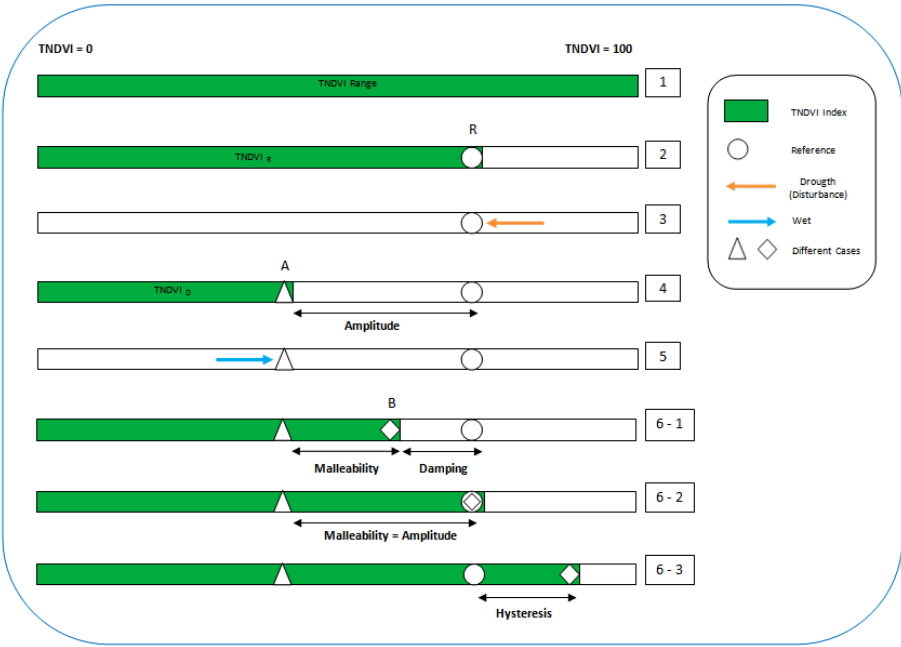 TNDVI = 0
TNDVI = 100
TNDVI Range
1
R
TNDVI R
2
3
A
TNDVI D
4
Amplitude
5
B
6 - 1
Malleability
Damping
6 - 2
Malleability = Amplitude
6 - 3
Hysteresis
TNDVI Index
Reference
Drougth
(Disturbance)
Wet
Different Cases